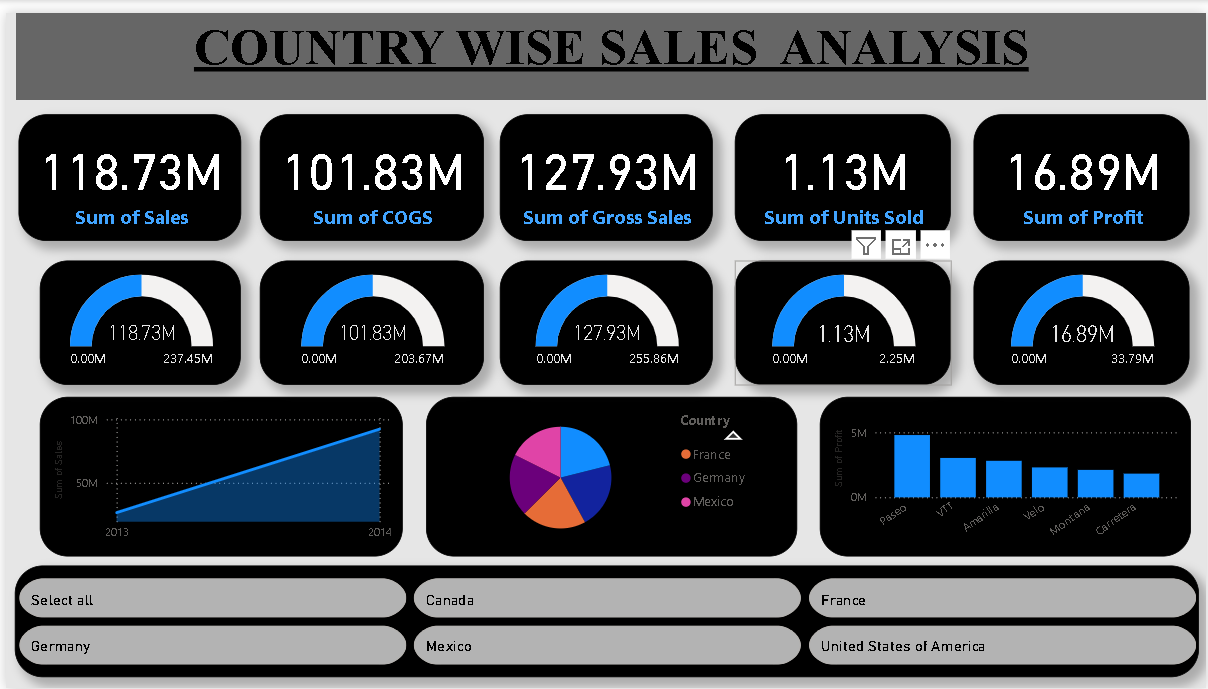 COUNTRY WISE SALES ANALYSIS
118.73M
Sum of Sales
101.83M
Sum of COGS
127.93M
Sum of Gross Sales
1.13M
Sum of Units Sold
16.89M
Sum of Profit
118.73M
0.00M 237.45M
101.83M
0.00M 203.67M
127.93M
0.00M 255.86M
1.13M
0.00M 2.25M
16.89M
0.00M 33.79M
Sum of Sales
100M
50M
2013 2014
Country
France
Germany
Mexico
Sum of Profit
5M
0M
Paseo
VTT
Amarilla
Velo
Montana
Carretera
Select all
Canada
France
Germany
Mexico
United States of America